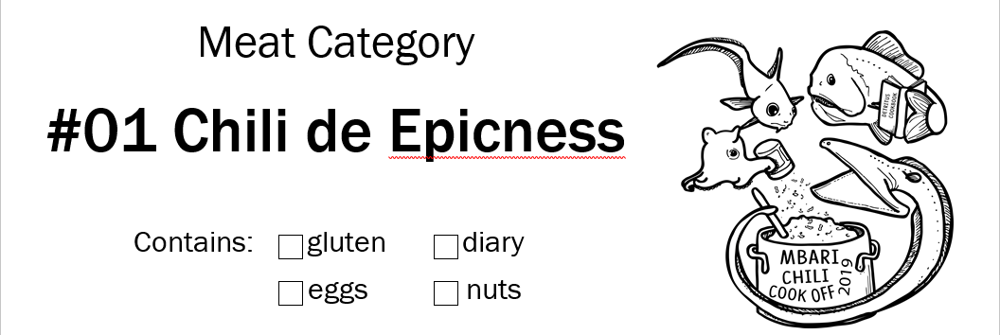 Meat Category
#01 Chili de Epicness
Contains: gluten diary
eggs nuts
DETRITUS
COOKBOOK
MBARI
CHILI
COOK OFF
2019